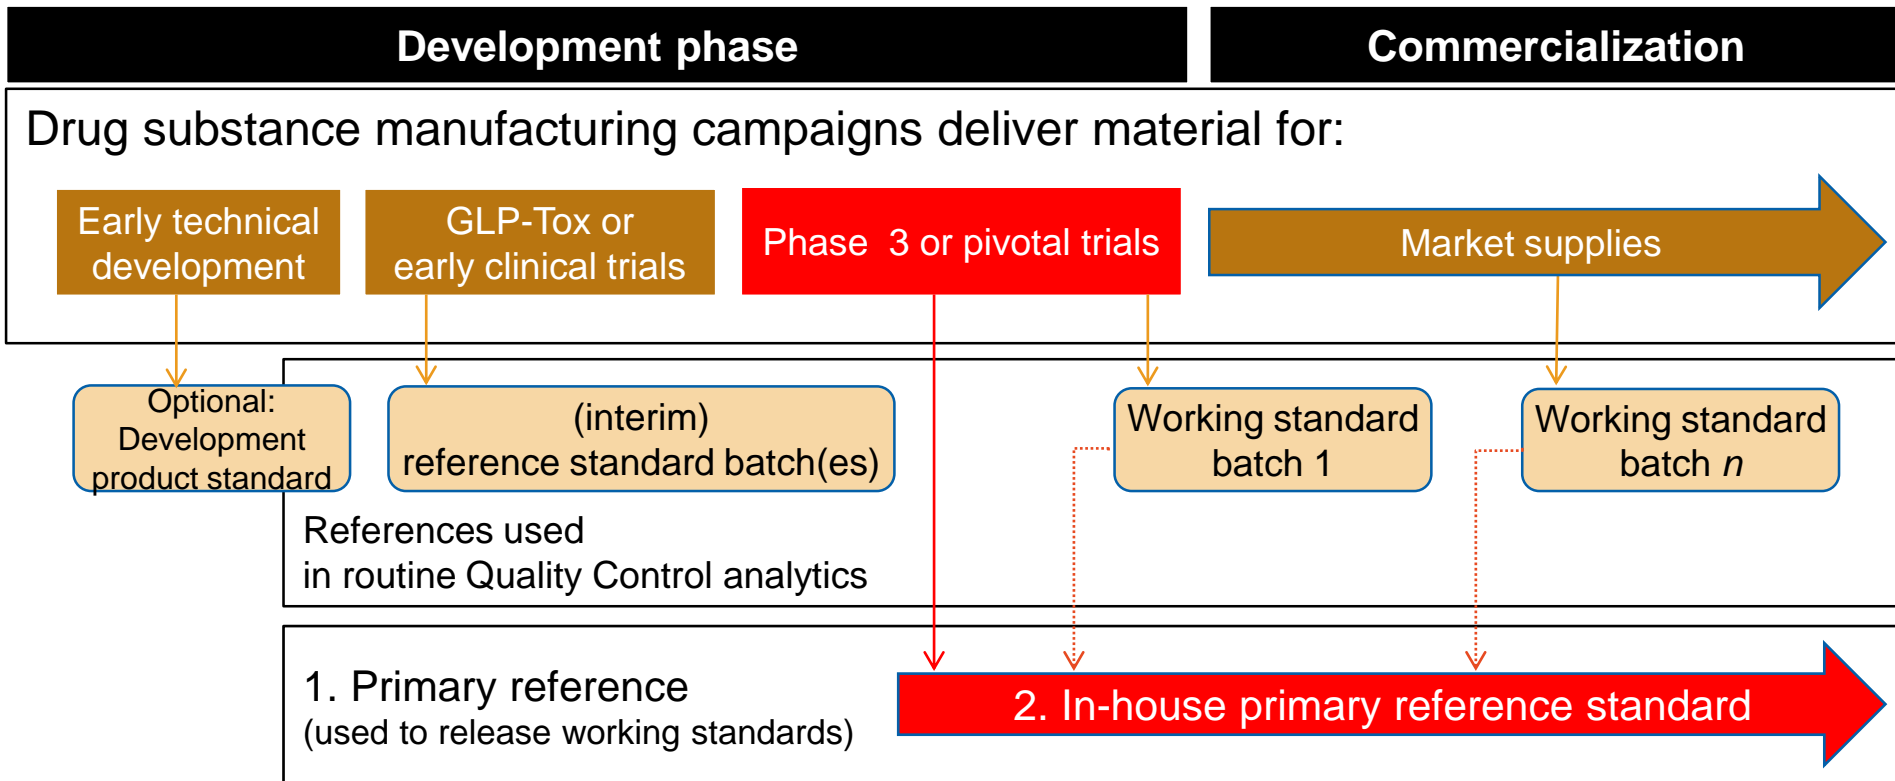 Development phase
Commercialization
Drug substance manufacturing campaigns deliver material for:
Early technical
development
GLP-Tox or
early clinical trials
Phase 3 or pivotal trials
Market supplies
Optional:
Development
product standard
(interim)
reference standard batch(es)
Working standard
batch 1
Working standard
batch n
References used
in routine Quality Control analytics
1. Primary reference
(used to release working standards)
2. In-house primary reference standard